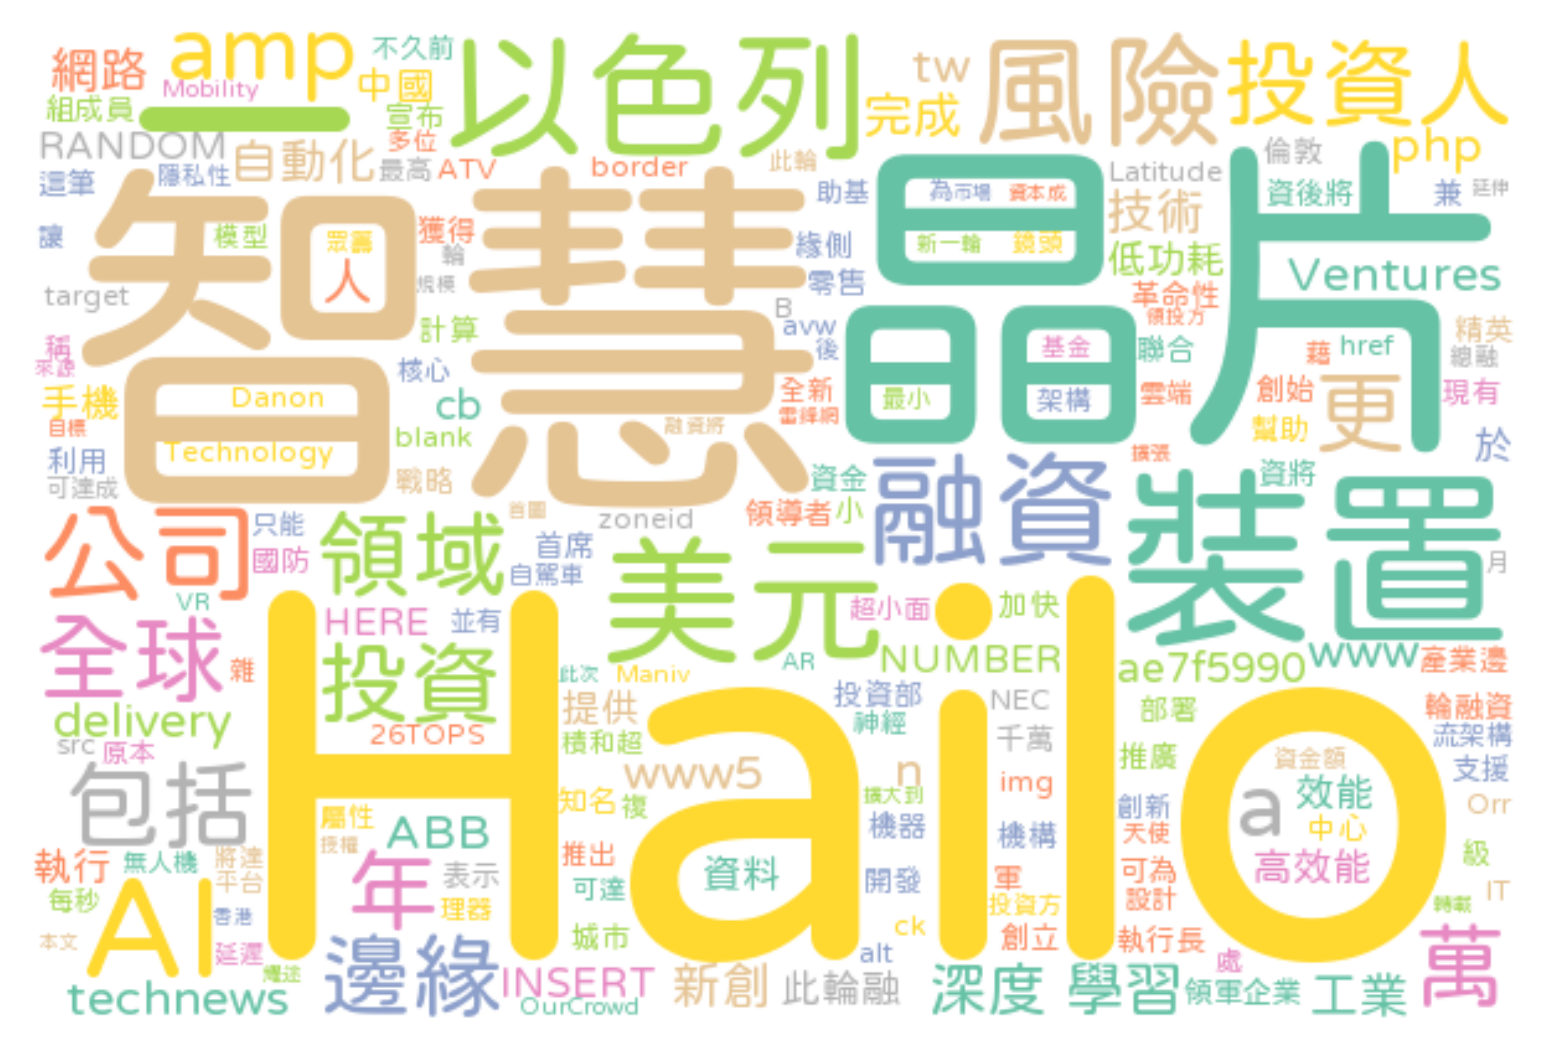 網路 amp 不久前 以色列 tw 風險 投資人
Mobility 中國 完成
組成員 一 宣布 php
RANDOM 自動化 多位 最高 ATV border 此輪 Latitude 倫敦
這筆 隱私性 助基 為市場 資本成 技術 資後將 兼 延伸
讓 模型 眾籌 獲得 智慧 緣側 新一輪 鏡頭 晶片 低功耗
人 輪 規模 零售 Ventures
target B 革命性 領投方
稱 計算 avw 後 基金 聯合 藉 href 精英 總融
來源 核心
手機 Danon cb 全新 最小 架構 雲端 創始 更 現有
目標 blank 融資將 雷鋒網 幫助
利用 Technology 擴張 於
可達成 戰略 資金 融資 資將 裝置
公司 只能 領域 首圖 zoneid 領導者 小
國防 首席 美元 月
VR 自駕車
全球 HERE 並有 超小面 加快
雜 投資 此次 Maniv AR NUMBER ae7f5990 www 產業邊
delivery 提供 投資部 NEC 部署 輪融資
src 原本 26TOPS 積和超 神經 千萬 流架構
包括 www5 n img 推廣 資金額 支援
屬性 知名 複 擴大到 創新 a 效能 Orr
授權 ABB Hailo 機器 機構 天使 中心
執行 無人機 將達 年 表示 推出 資料 可為 高效能 級
每秒 平台 可達 開發 軍 設計 IT
AI 香港 理器 投資方 轉載
本文 延遲 城市 ck 創立 執行長 萬
耀途 邊緣 alt 處
technews INSERT 新創 此輪融 深度 學習 領軍企業 工業
OurCrowd